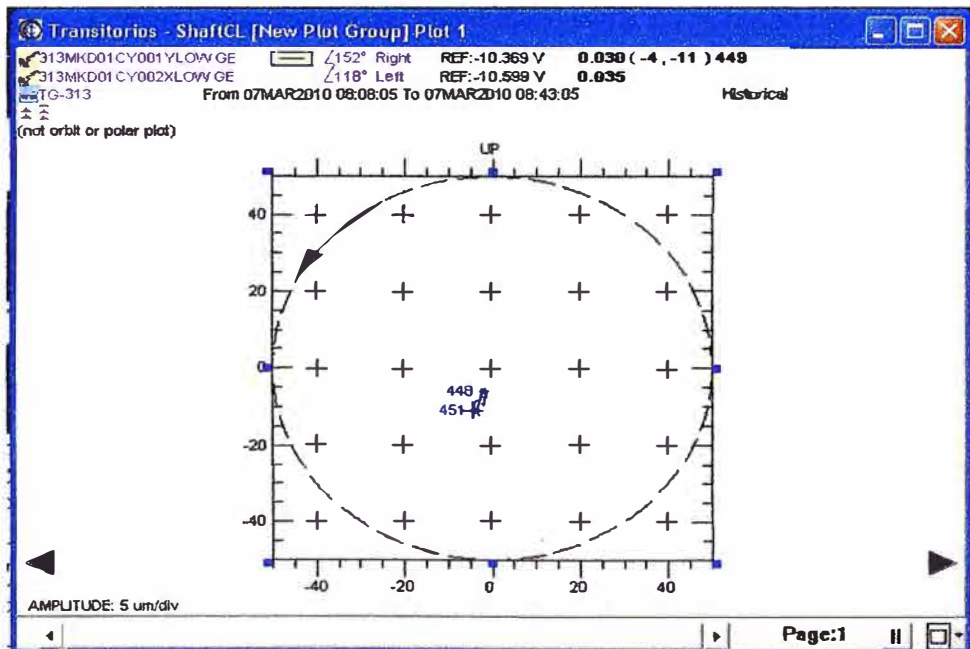 Transitorios - ShaftCL [New Plot Group] Plot 1
313MKD01CY001YLOW GE ∠152° Right REF:-10.369 V 0.030 ( -4 , -11 ) 449
313MKD01CY002XLOW GE ∠118° Left REF:-10.599 V 0.035
TG-313 From 07MAR2010 08:08:05 To 07MAR2010 08:43:05 Historical
(not orbit or polar plot)
UP
40
20
0
448
451
-20
-40
-40 -20 0 20 40
AMPLITUDE: 5 um/div
Page:1